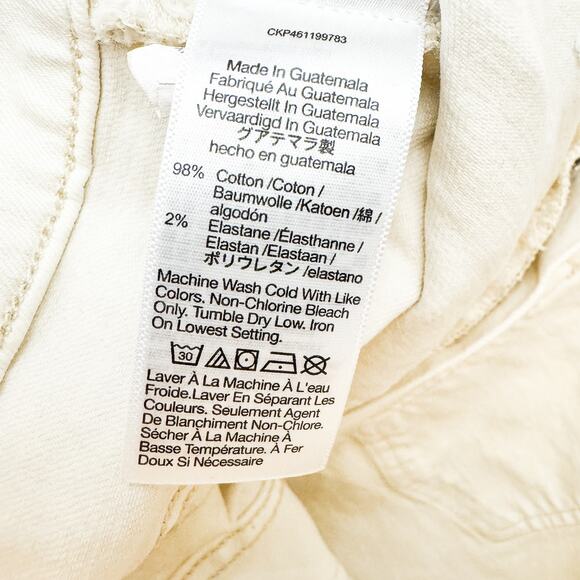 CKP461199783
Made In Guatemala
Fabriqué Au Guatemala
Hergestellt In Guatemala
Vervaardigd In Guatemala
グアテマラ製
hecho en guatemala
98% Cotton /Coton /
Baumwolle /Katoen /綿 /
algodón
2% Elastane /Élasthanne /
Elastan /Elastaan /
ポリウレタン /elastano
Machine Wash Cold With Like
Colors. Non-Chlorine Bleach
Only. Tumble Dry Low. Iron
On Lowest Setting.
30
Laver À La Machine À L'eau
Froide.Laver En Séparant Les
Couleurs. Seulement Agent
De Blanchiment Non-Chlore.
Sécher À La Machine À
Basse Température. À Fer
Doux Si Nécessaire